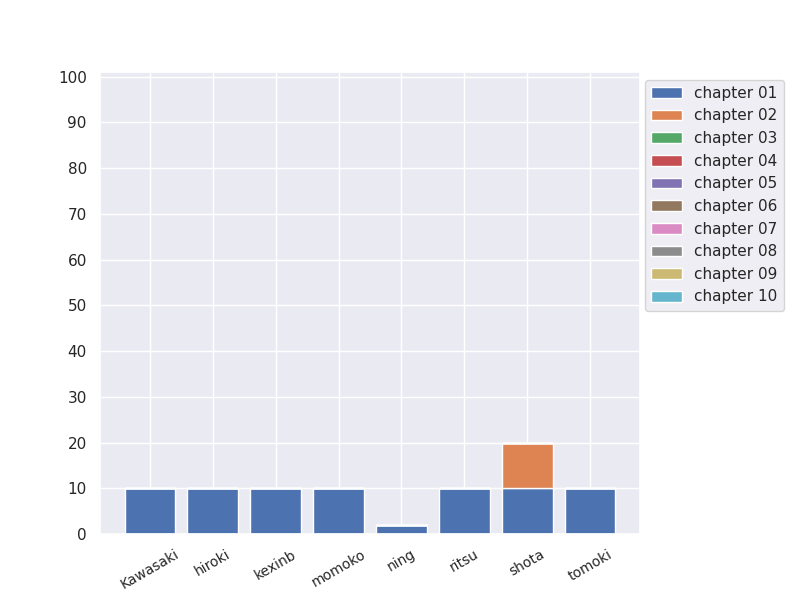 100
90
80
70
60
50
40
30
20
10
0
Kawasaki
hiroki
kexinb
momoko
ning
ritsu
shota
tomoki
chapter 01
chapter 02
chapter 03
chapter 04
chapter 05
chapter 06
chapter 07
chapter 08
chapter 09
chapter 10